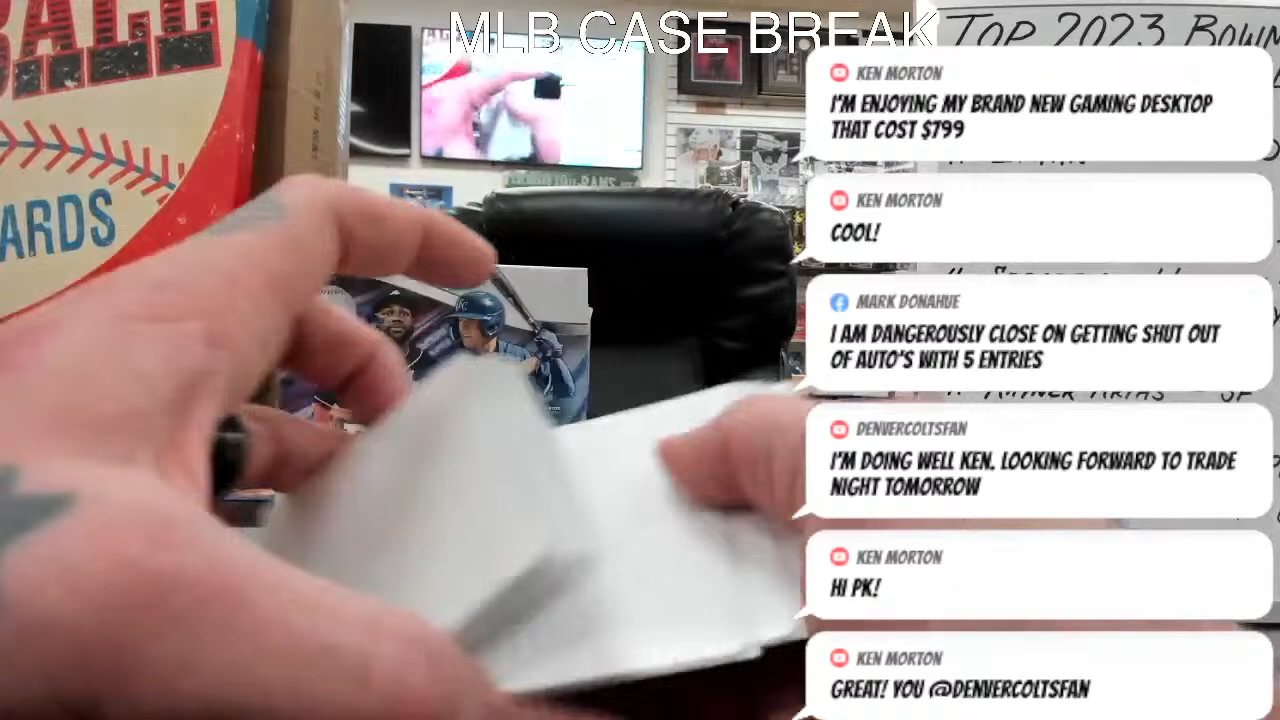 MLB CASE BREAK
TOP 2023 BOWM
BALL
ARDS
KEN MORTON
I'M ENJOYING MY BRAND NEW GAMING DESKTOP
THAT COST $799
KEN MORTON
COOL!
MARK DONAHUE
I AM DANGEROUSLY CLOSE ON GETTING SHUT OUT
OF AUTO'S WITH 5 ENTRIES
DENVERCOLTSFAN
I'M DOING WELL KEN. LOOKING FORWARD TO TRADE
NIGHT TOMORROW
KEN MORTON
HI PK!
KEN MORTON
GREAT! YOU @DENVERCOLTSFAN